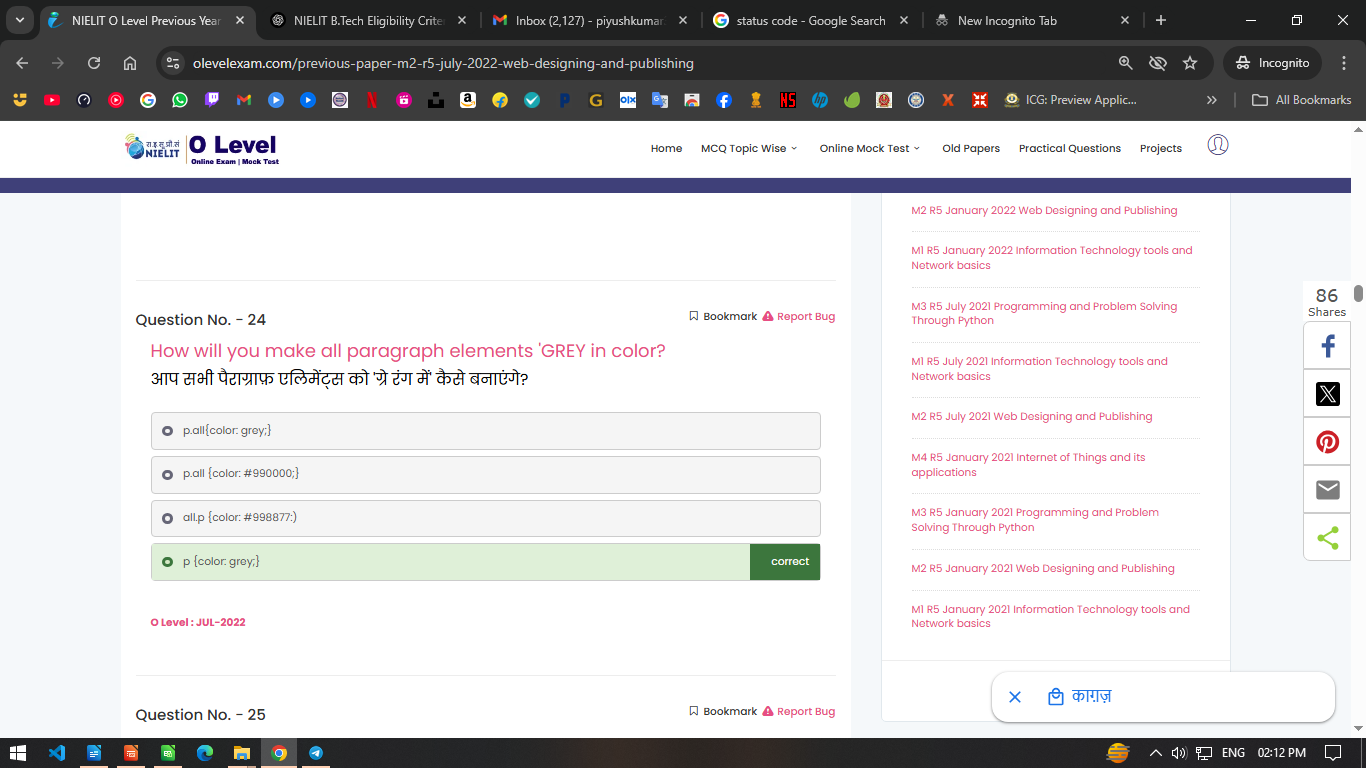 NIELIT O Level Previous Year
NIELIT B.Tech Eligibility Criter
Inbox (2,127) - piyushkumar
status code - Google Search
New Incognito Tab
olevelexam.com/previous-paper-m2-r5-july-2022-web-designing-and-publishing
Incognito
ICG: Preview Applic...
All Bookmarks
रा.इ.सू.प्रौ.सं
NIELIT
O Level
Online Exam | Mock Test
Home
MCQ Topic Wise
Online Mock Test
Old Papers
Practical Questions
Projects
Question No. - 24
Bookmark
Report Bug
How will you make all paragraph elements 'GREY in color?
आप सभी पैराग्राफ़ एलिमेंट्स को 'ग्रे रंग में' कैसे बनाएंगे?
p.all{color: grey;}
p.all {color: #990000;}
all.p {color: #998877:)
p {color: grey;}
correct
O Level : JUL-2022
Question No. - 25
Bookmark
Report Bug
M2 R5 January 2022 Web Designing and Publishing
M1 R5 January 2022 Information Technology tools and
Network basics
M3 R5 July 2021 Programming and Problem Solving
Through Python
M1 R5 July 2021 Information Technology tools and
Network basics
M2 R5 July 2021 Web Designing and Publishing
M4 R5 January 2021 Internet of Things and its
applications
M3 R5 January 2021 Programming and Problem
Solving Through Python
M2 R5 January 2021 Web Designing and Publishing
M1 R5 January 2021 Information Technology tools and
Network basics
86
Shares
काग़ज़
ENG
02:12 PM